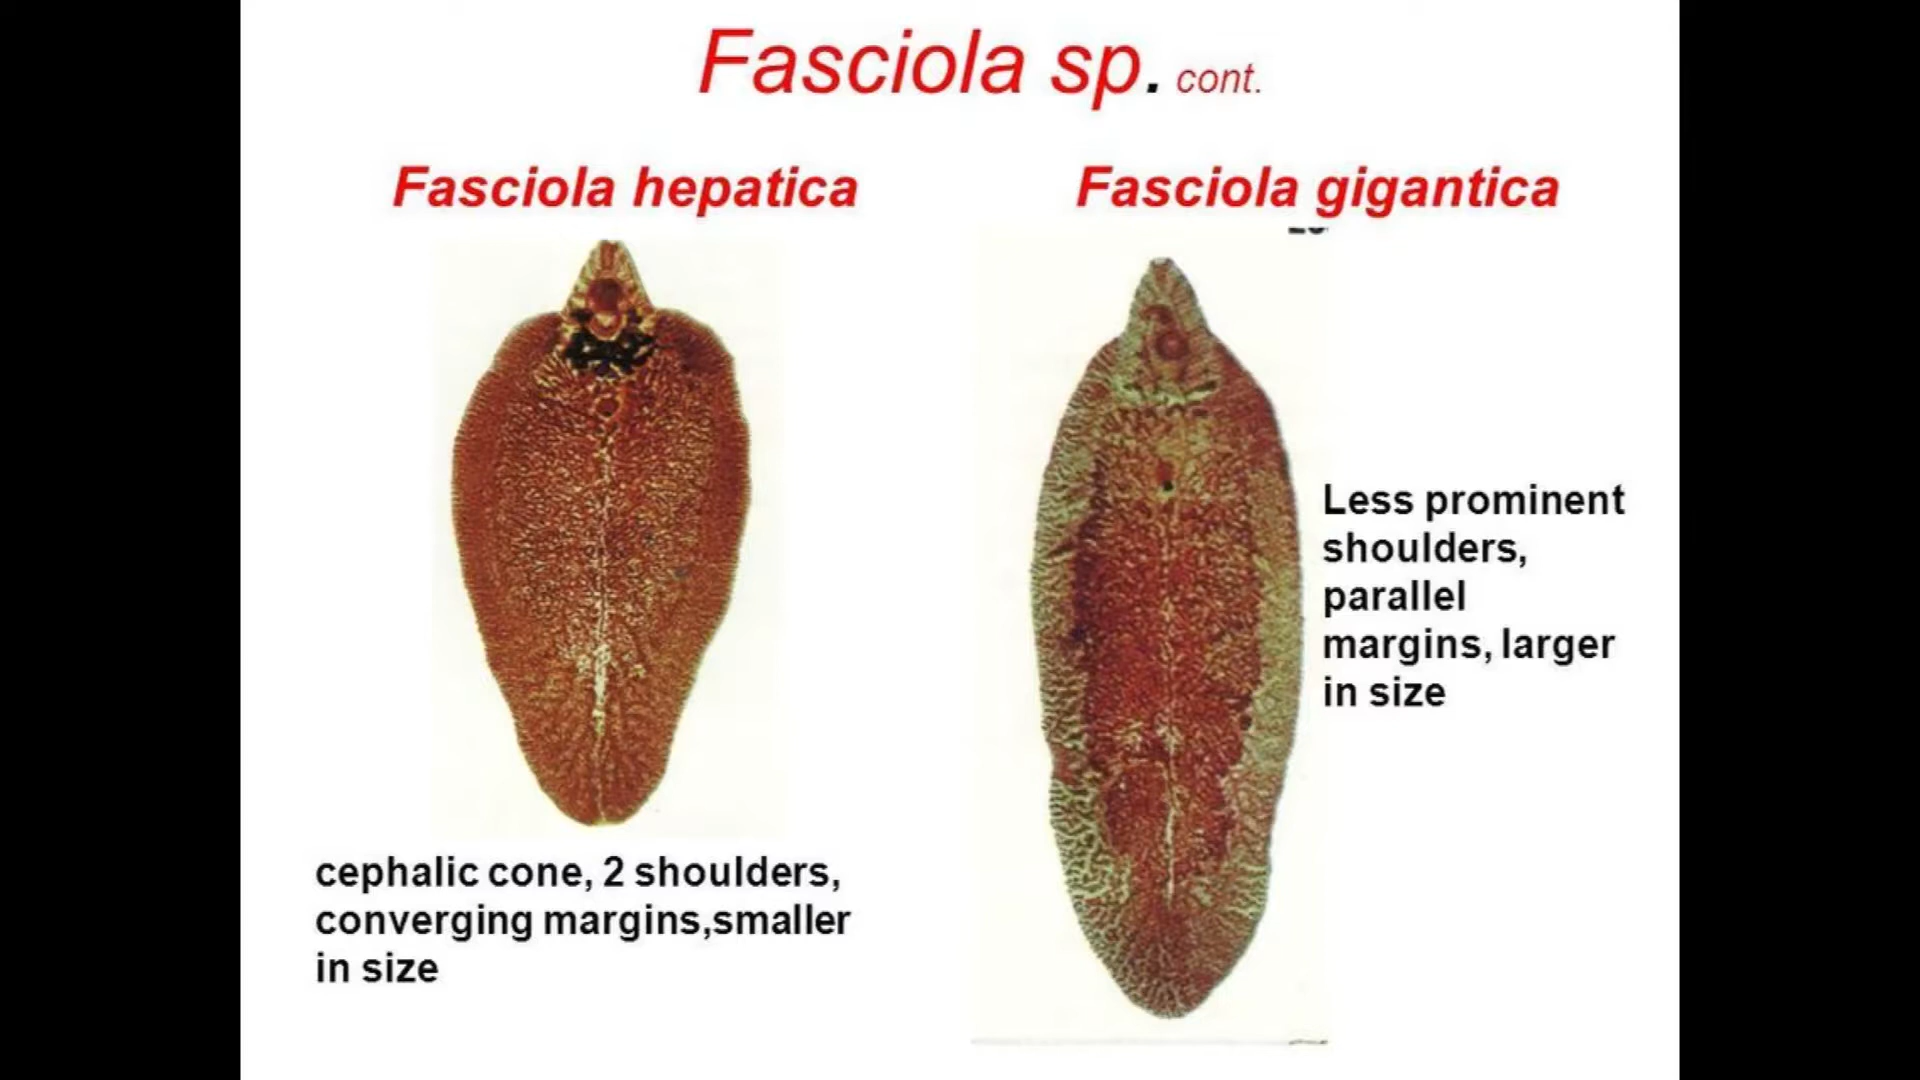 Fasciola sp. cont.
Fasciola hepatica
Fasciola gigantica
Less prominent
shoulders,
parallel
margins, larger
in size
cephalic cone, 2 shoulders,
converging margins,smaller
in size